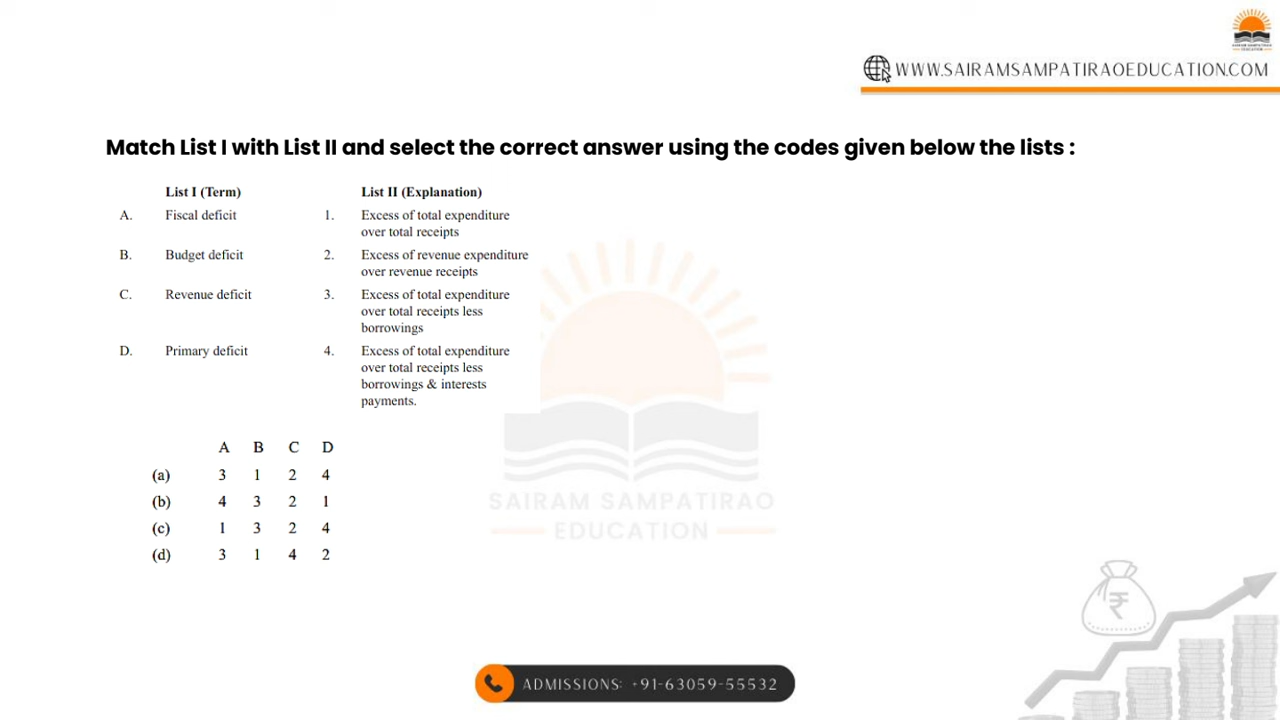 SAIRAM SAMPATIRAO
EDUCATION
WWW.SAIRAMSAMPATIRAOEDUCATION.COM
Match List I with List II and select the correct answer using the codes given below the lists :
List I (Term) List II (Explanation)
A. Fiscal deficit 1. Excess of total expenditure
over total receipts
B. Budget deficit 2. Excess of revenue expenditure
over revenue receipts
C. Revenue deficit 3. Excess of total expenditure
over total receipts less
borrowings
D. Primary deficit 4. Excess of total expenditure
over total receipts less
borrowings & interests
payments.
A B C D
(a) 3 1 2 4
(b) 4 3 2 1
(c) 1 3 2 4
(d) 3 1 4 2
SAIRAM SAMPATIRAO
EDUCATION
₹
ADMISSIONS: +91-63059-55532